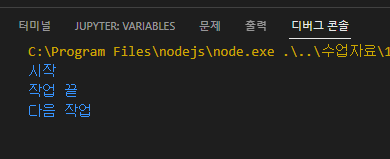 터미널 JUPYTER: VARIABLES 문제 출력 디버그 콘솔
C:\Program Files\nodejs\node.exe .\..\수업자료\1
시작
작업 끝
다음 작업